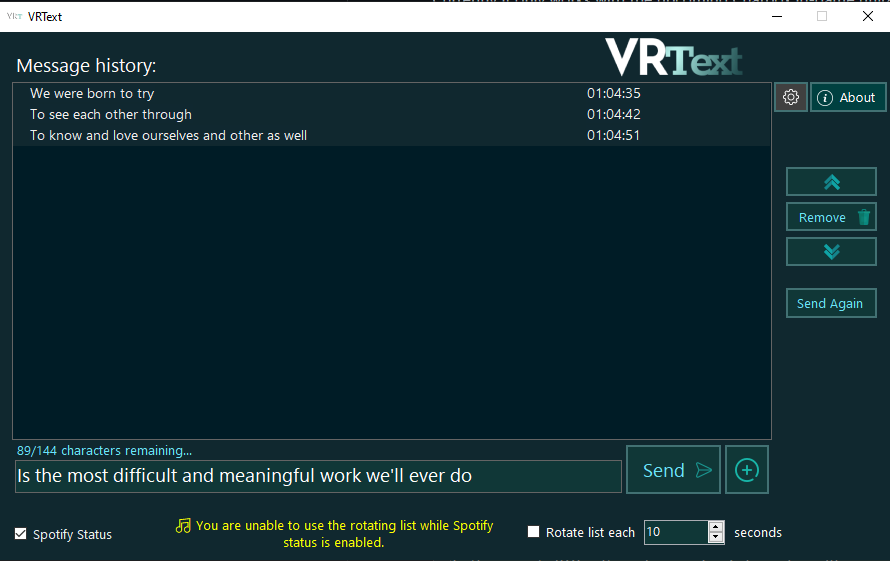 VRText
VRText
Message history:
We were born to try 01:04:35
To see each other through 01:04:42
To know and love ourselves and other as well 01:04:51
About
Remove
Send Again
89/144 characters remaining...
Is the most difficult and meaningful work we'll ever do
Send
Spotify Status
You are unable to use the rotating list while Spotify
status is enabled.
Rotate list each 10 seconds